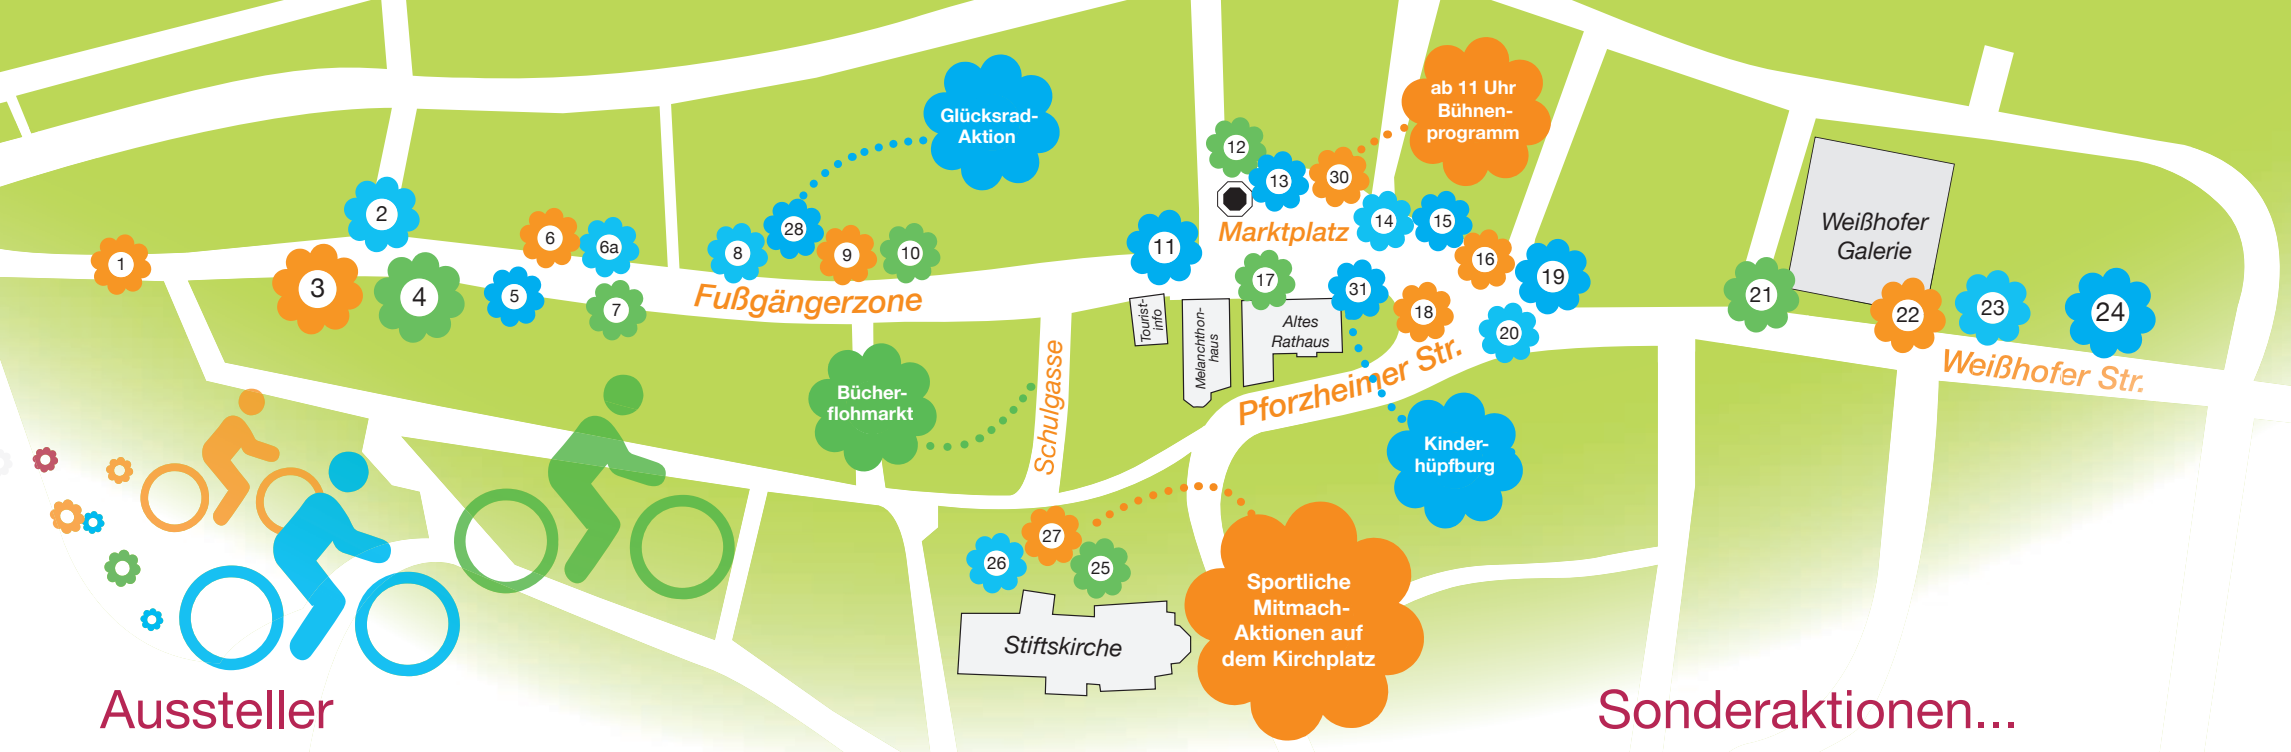 ab 11 Uhr
Bühnen-
programm
Glücksrad-
Aktion
12
13
30
2
14
15
28
6
6a
8
9
10
11
Marktplatz
16
1
3
4
5
7
Fußgängerzone
17
31
18
19
20
Weißhofer
Galerie
21
22
23
24
Weißhofer Str.
Tourist-
info
Melanchthon-
haus
Altes
Rathaus
Pforzheimer Str.
Schulgasse
Bücher-
flohmarkt
Kinder-
hüpfburg
26
27
25
Stiftskirche
Sportliche
Mitmach-
Aktionen auf
dem Kirchplatz
Aussteller
Sonderaktionen...